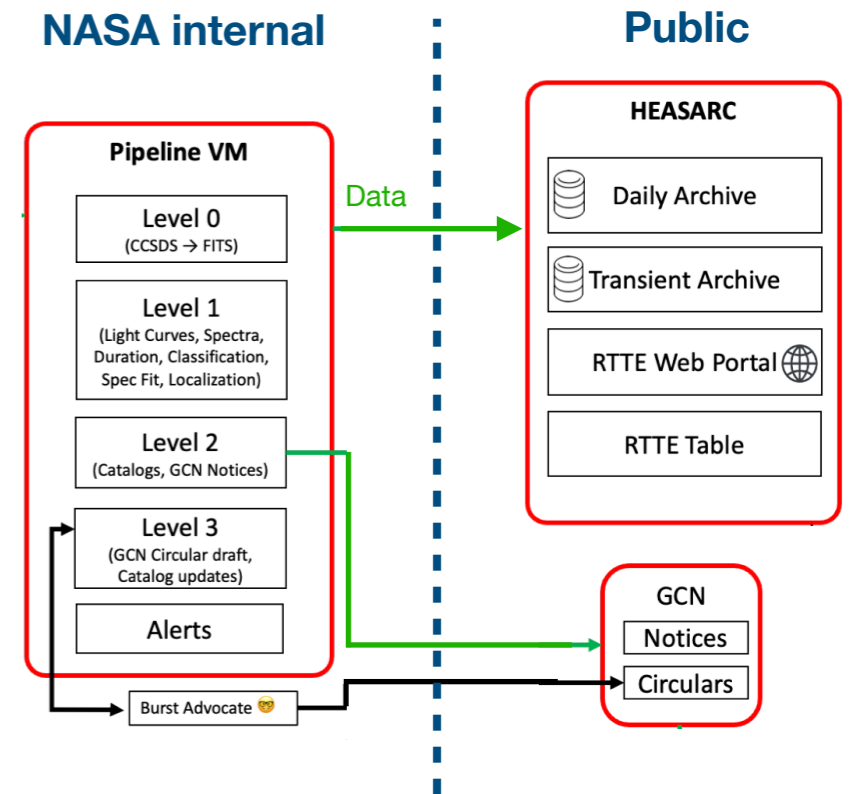 NASA internal
Public
Pipeline VM
Level 0
(CCSDS → FITS)
Level 1
(Light Curves, Spectra,
Duration, Classification,
Spec Fit, Localization)
Level 2
(Catalogs, GCN Notices)
Level 3
(GCN Circular draft,
Catalog updates)
Alerts
Burst Advocate 🤓
Data
HEASARC
Daily Archive
Transient Archive
RTTE Web Portal
RTTE Table
GCN
Notices
Circulars